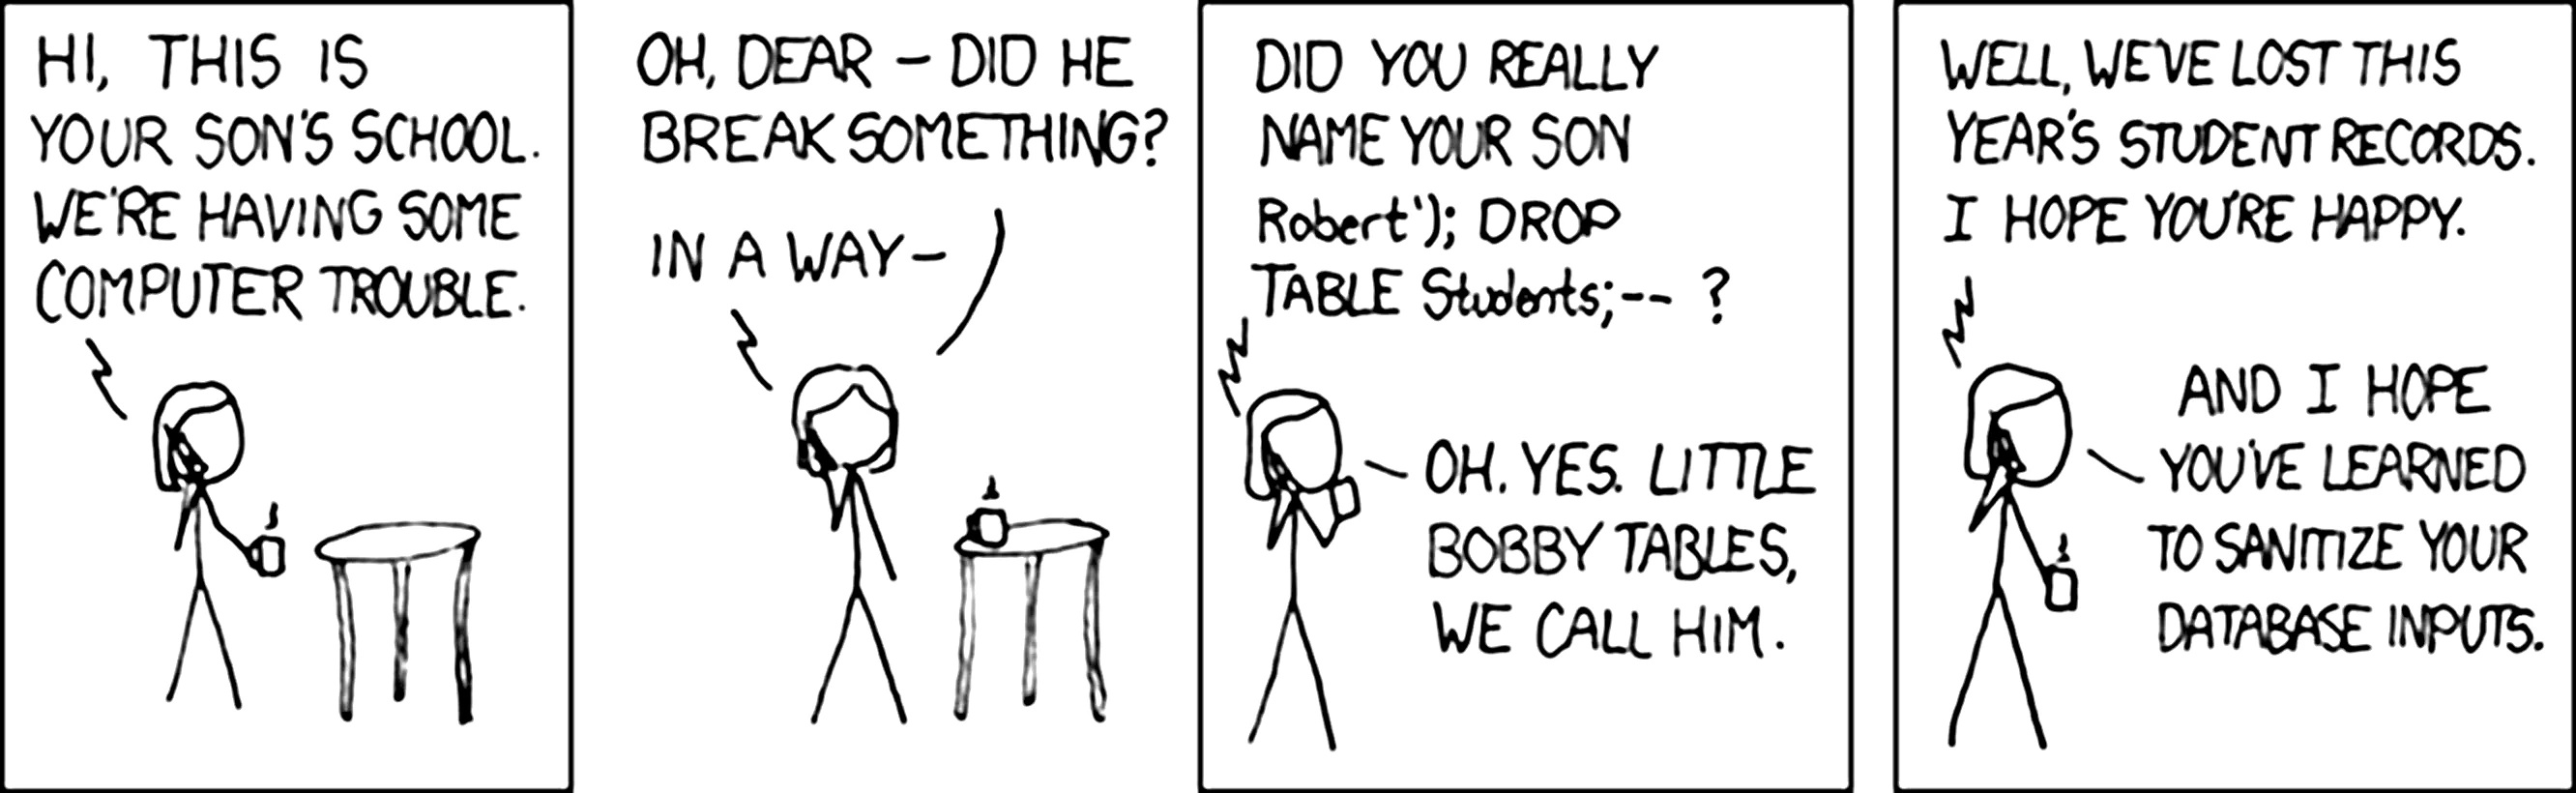 HI, THIS IS
YOUR SON'S SCHOOL.
WE'RE HAVING SOME
COMPUTER TROUBLE.
OH, DEAR – DID HE
BREAK SOMETHING?
IN A WAY–
DID YOU REALLY
NAME YOUR SON
Robert'); DROP
TABLE Students;-- ?
OH. YES. LITTLE
BOBBY TABLES,
WE CALL HIM.
WELL, WE'VE LOST THIS
YEAR'S STUDENT RECORDS.
I HOPE YOU'RE HAPPY.
AND I HOPE
YOU'VE LEARNED
TO SANITIZE YOUR
DATABASE INPUTS.